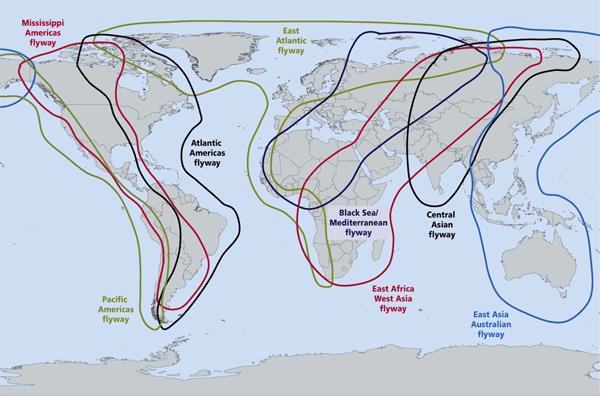 Mississippi
Americas
flyway
East
Atlantic
flyway
Atlantic
Americas
flyway
Black Sea/
Mediterranean
flyway
Central
Asian
flyway
Pacific
Americas
flyway
East Africa
West Asia
flyway
East Asia
Australian
flyway